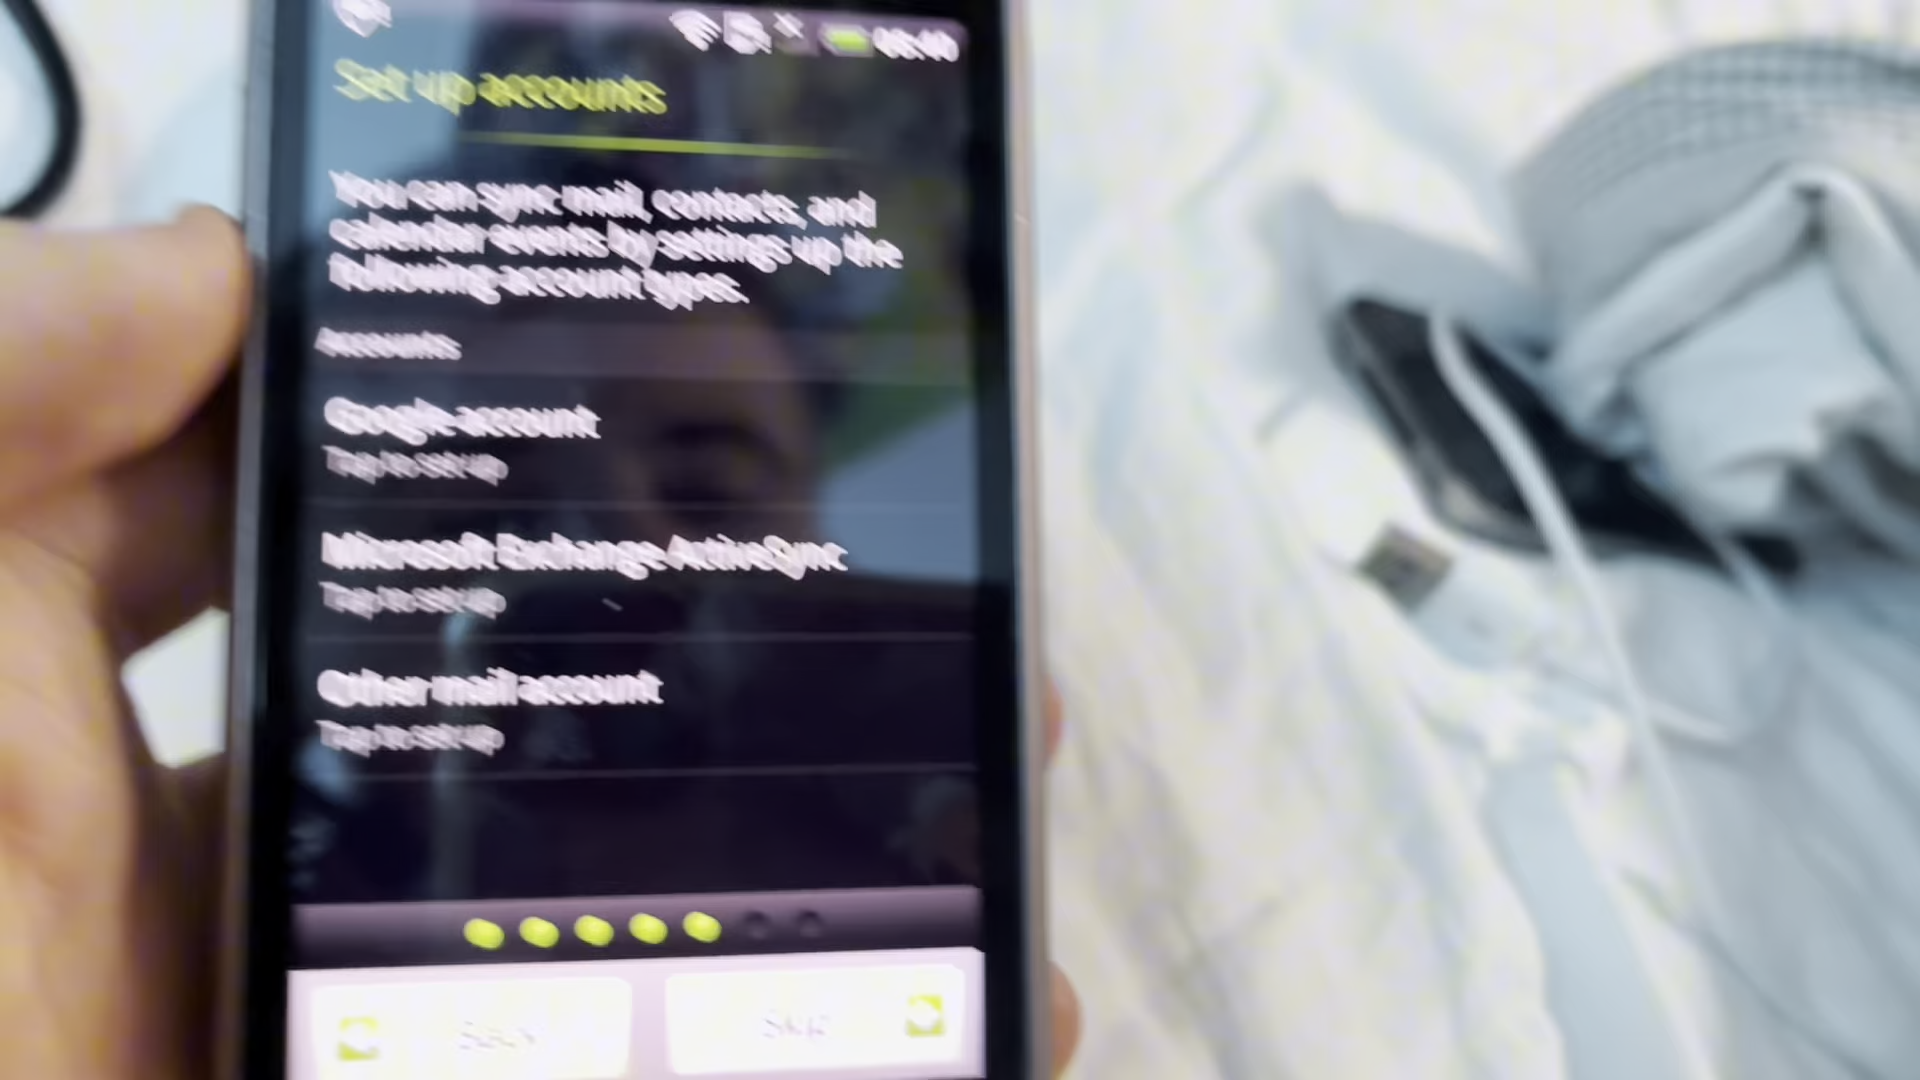 Set up accounts
You can sync mail, contacts, and
calendar events by settings up the
following account types.
Accounts
Google account
Tap to set up
Microsoft Exchange ActiveSync
Tap to set up
Other mail account
Tap to set up
Back
Skip